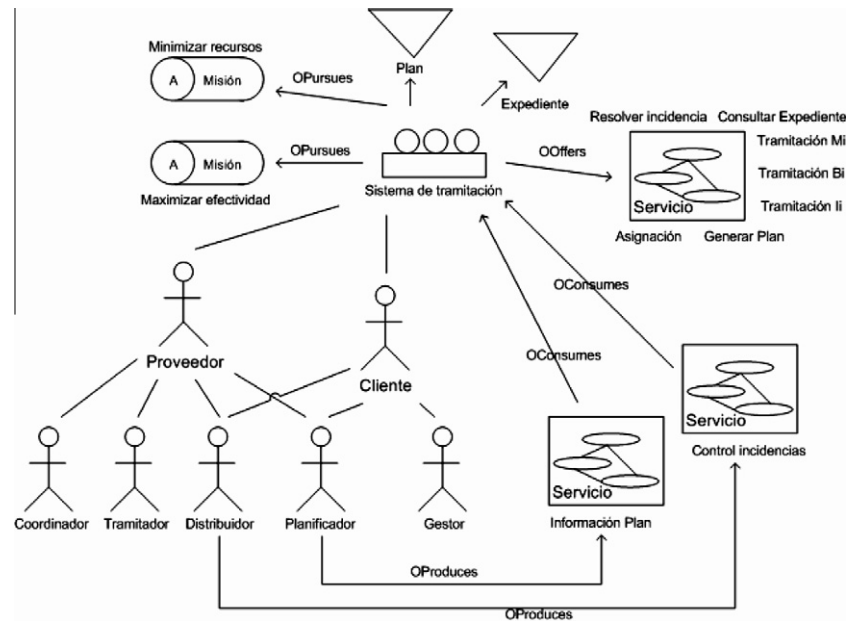 Minimizar recursos
A Misión
OPursues
Plan
Expediente
Resolver incidencia Consultar Expediente
Tramitación Mi
A Misión
OPursues
OOffers
Tramitación Bi
Maximizar efectividad
Sistema de tramitación
Servicio
Tramitación Ii
Asignación Generar Plan
OConsumes
Proveedor
OConsumes
Cliente
Servicio
Control incidencias
Servicio
Coordinador Tramitador Distribuidor Planificador Gestor
Información Plan
OProduces
OProduces